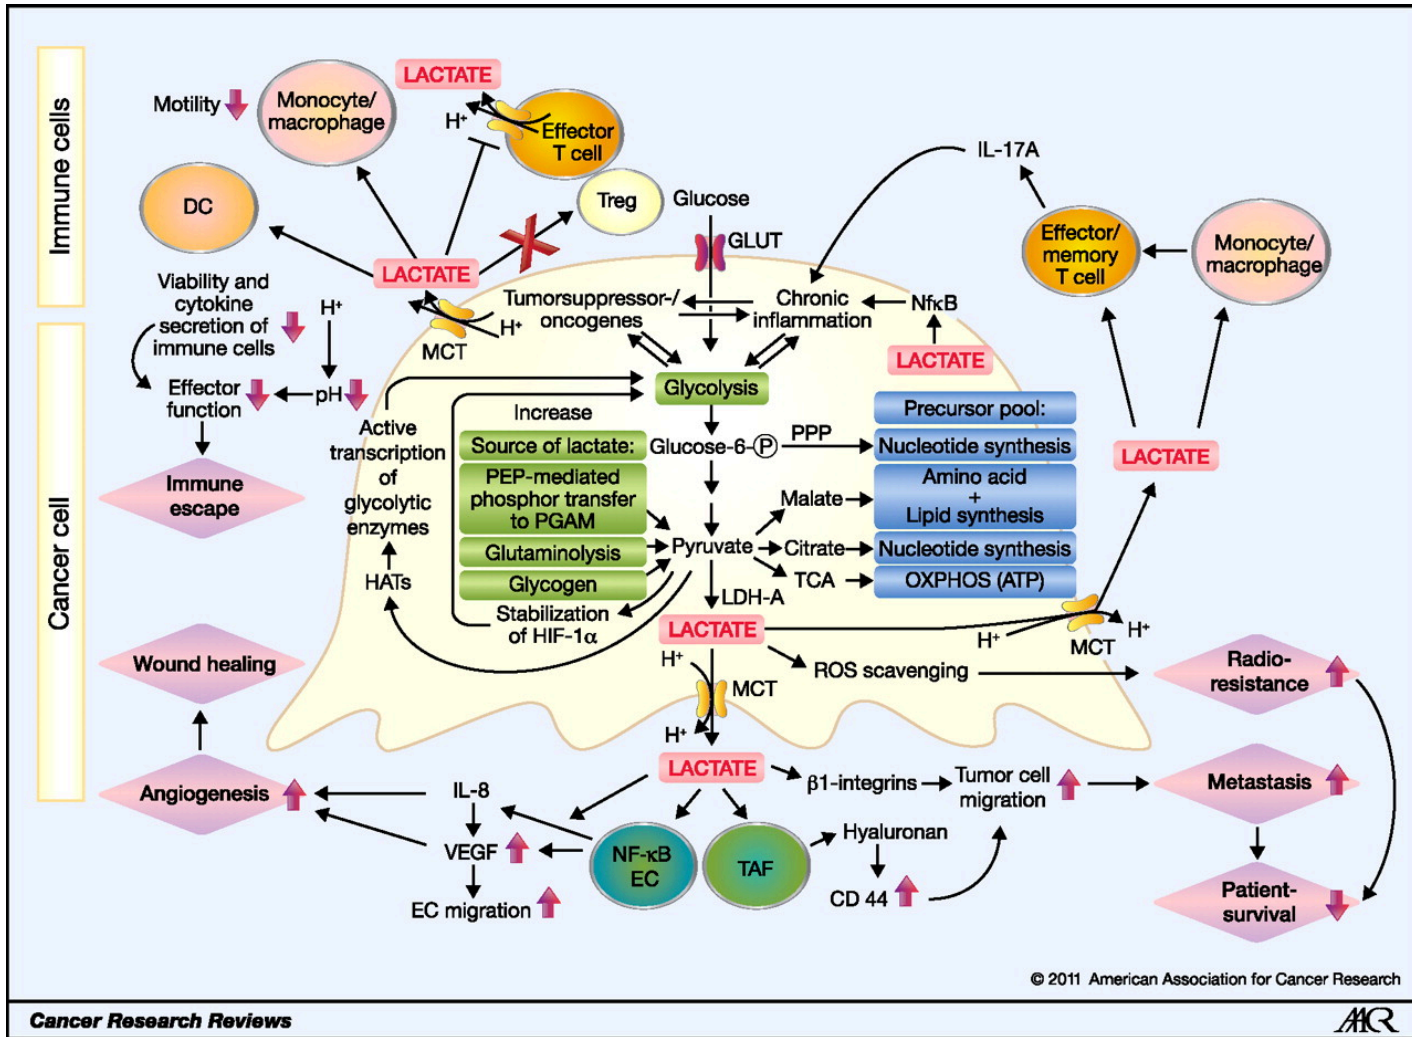 Immune cells
Cancer cell
LACTATE
Motility
Monocyte/
macrophage
H⁺
Effector
T cell
Treg
DC
LACTATE
Glucose
GLUT
IL-17A
Effector/
memory
T cell
Monocyte/
macrophage
Viability and
cytokine
secretion of
immune cells
H⁺
Effector
function
pH
Immune
escape
MCT
H⁺
Tumorsuppressor-/
oncogenes
Chronic
inflammation
NfκB
LACTATE
Glycolysis
Active
transcription
of
glycolytic
enzymes
HATs
Increase
Source of lactate:
PEP-mediated
phosphor transfer
to PGAM
Glutaminolysis
Glycogen
Stabilization
of HIF-1α
Glucose-6-P
PPP
Precursor pool:
Nucleotide synthesis
Malate
Amino acid
+
Lipid synthesis
Pyruvate
Citrate
Nucleotide synthesis
TCA
OXPHOS (ATP)
LDH-A
LACTATE
LACTATE
H⁺
MCT
H⁺
H⁺
MCT
H⁺
ROS scavenging
Radio-
resistance
Wound healing
Angiogenesis
LACTATE
IL-8
VEGF
EC migration
NF-κB
EC
TAF
β1-integrins
Tumor cell
migration
Hyaluronan
CD 44
Metastasis
Patient-
survival
© 2011 American Association for Cancer Research
Cancer Research Reviews
AACR